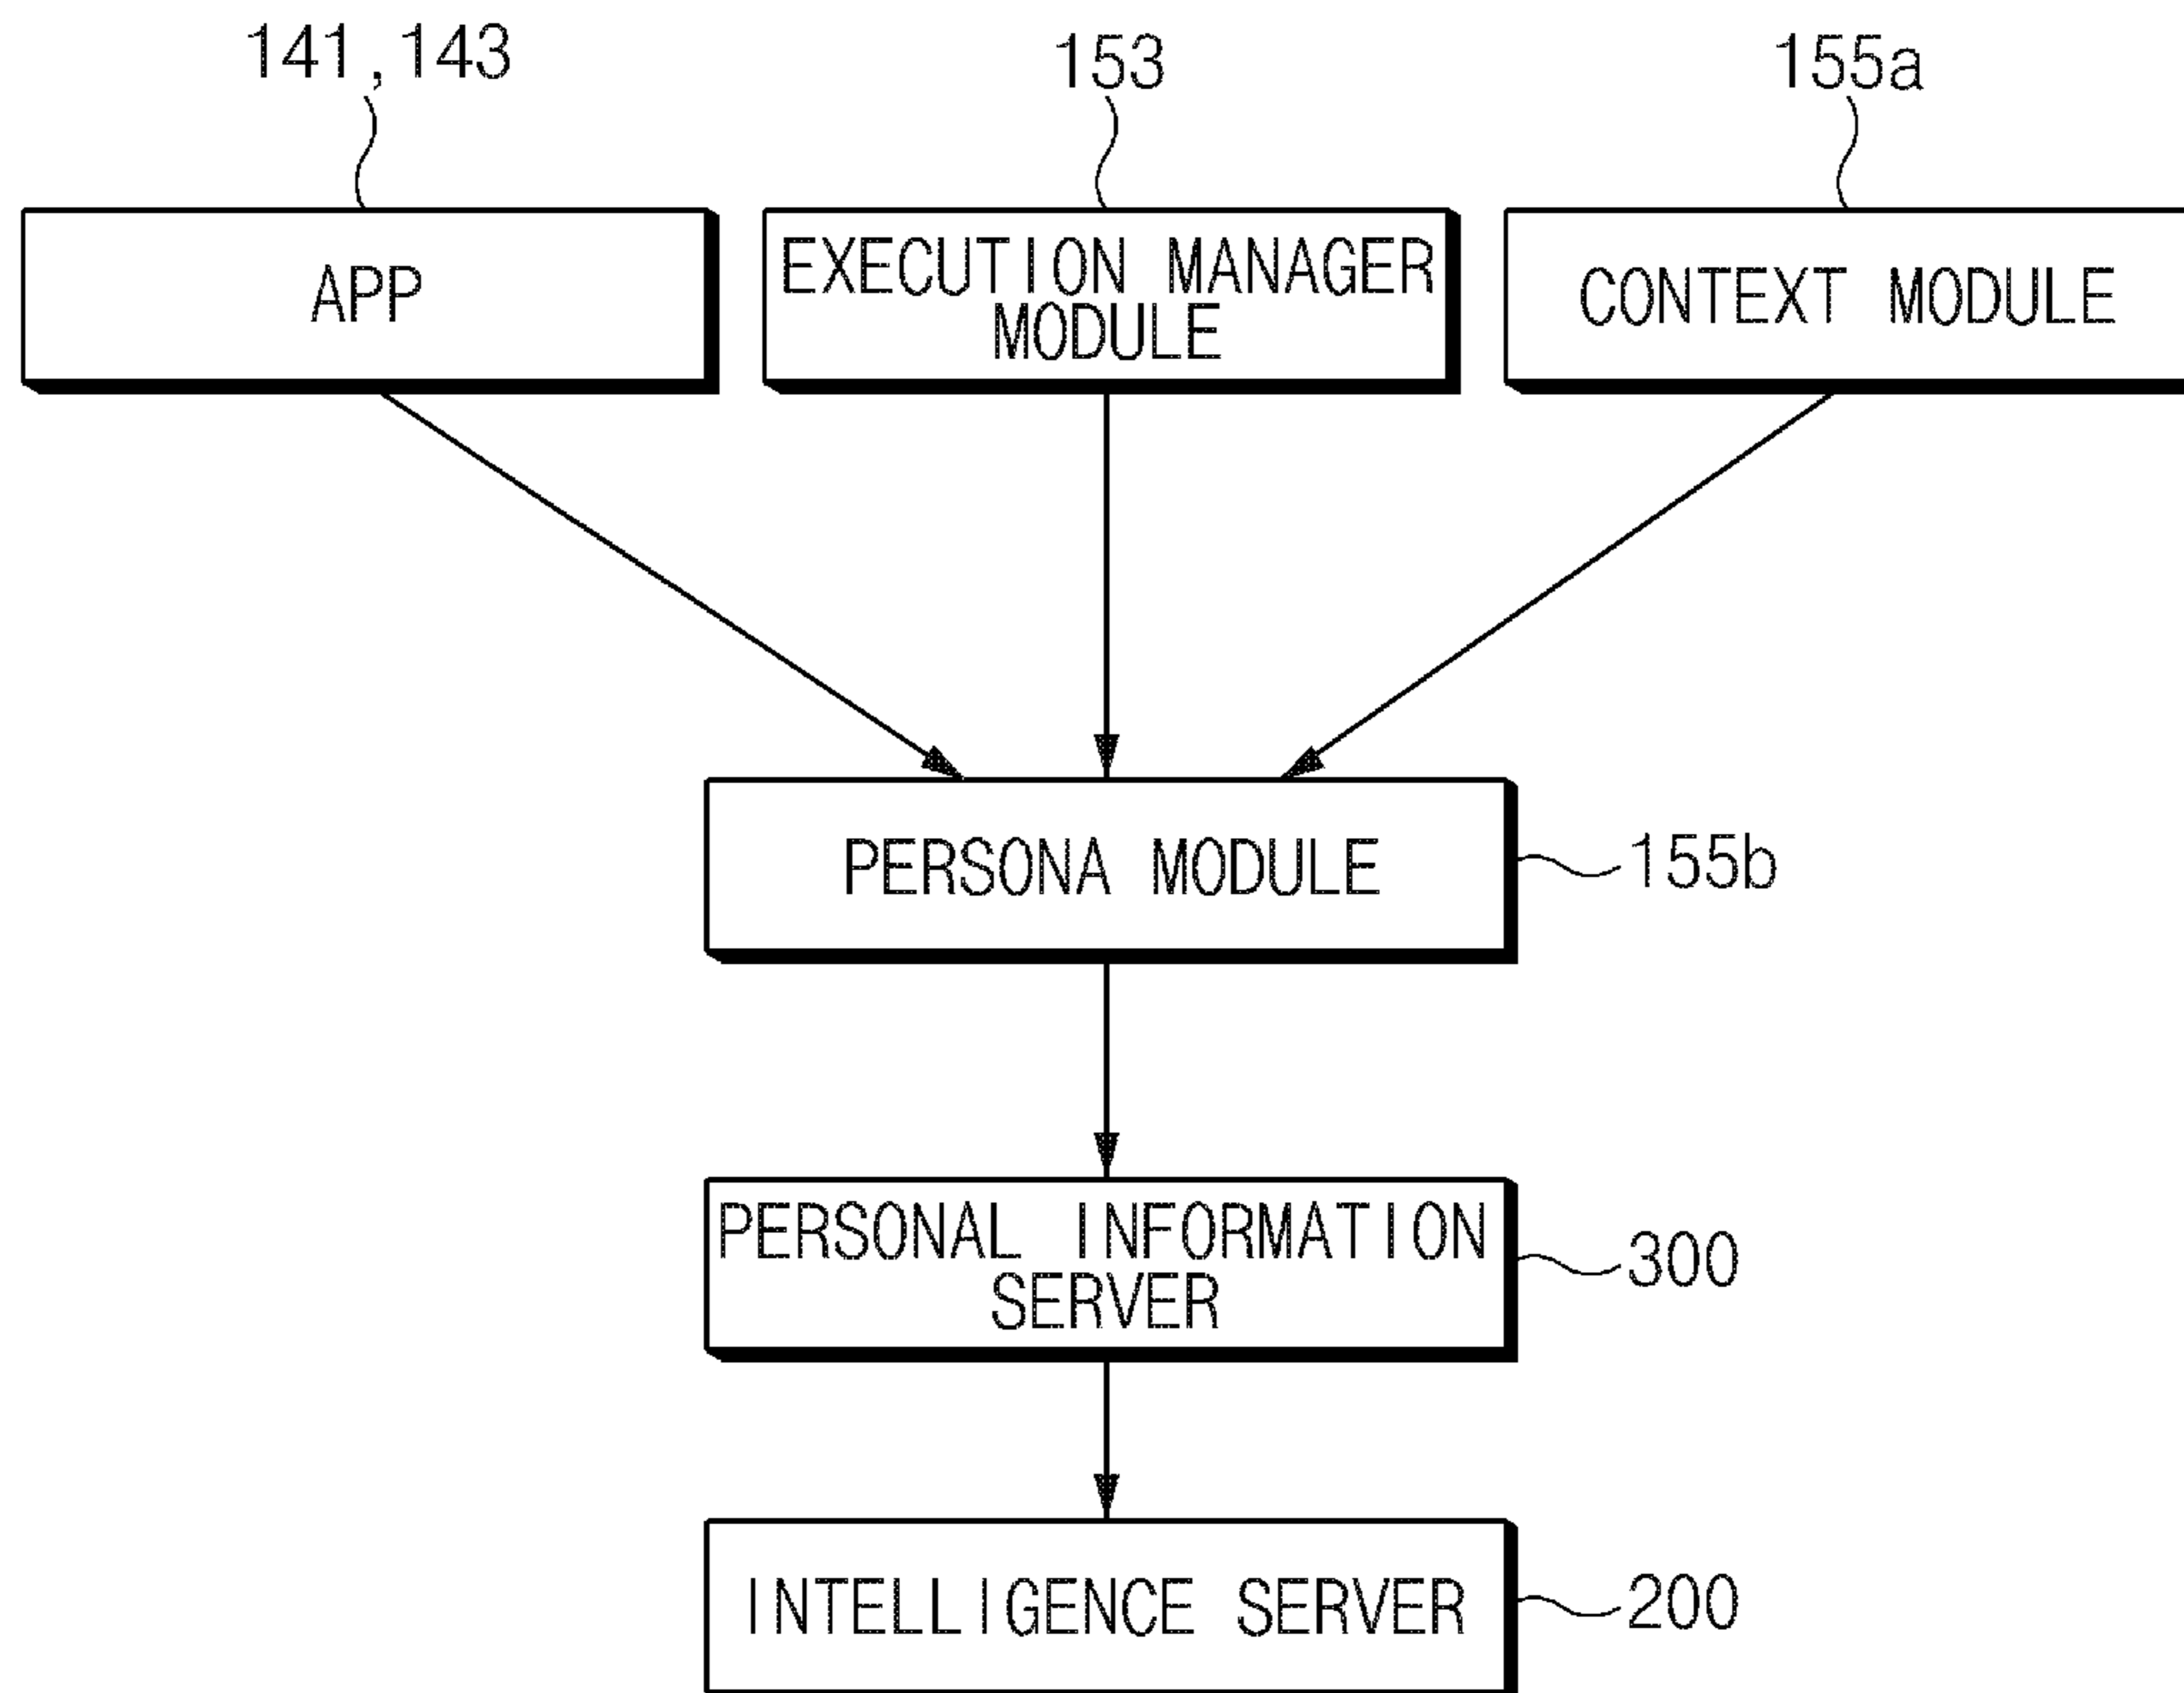 141, 143
153
155a
APP
EXECUTION MANAGER
MODULE
CONTEXT MODULE
PERSONA MODULE
155b
PERSONAL INFORMATION
SERVER
300
INTELLIGENCE SERVER
200